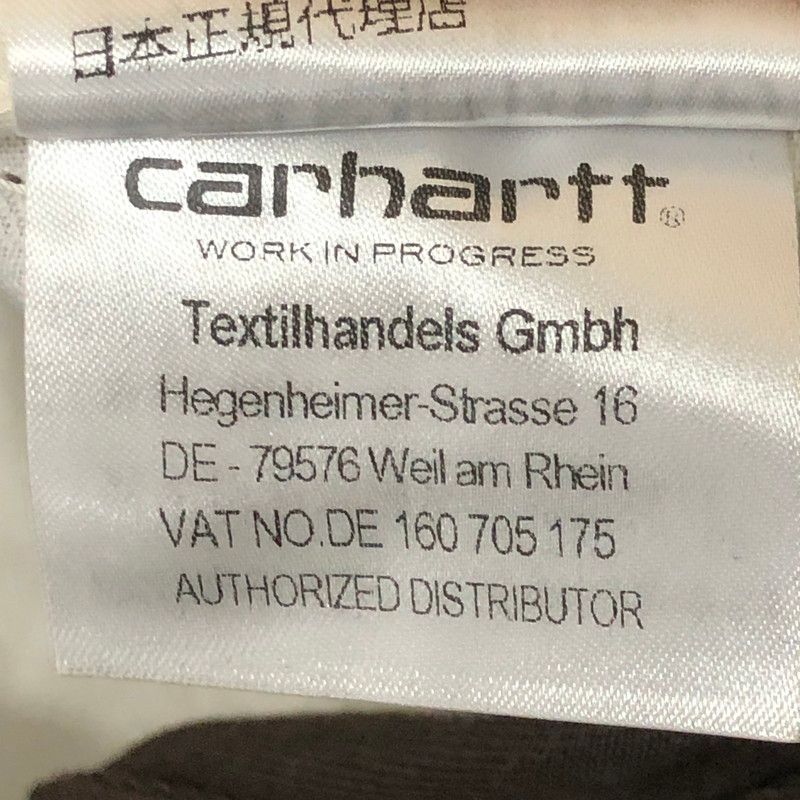 日本正規代理店
carhartt®
WORK IN PROGRESS
Textilhandels Gmbh
Hegenheimer-Strasse 16
DE - 79576 Weil am Rhein
VAT NO.DE 160 705 175
AUTHORIZED DISTRIBUTOR